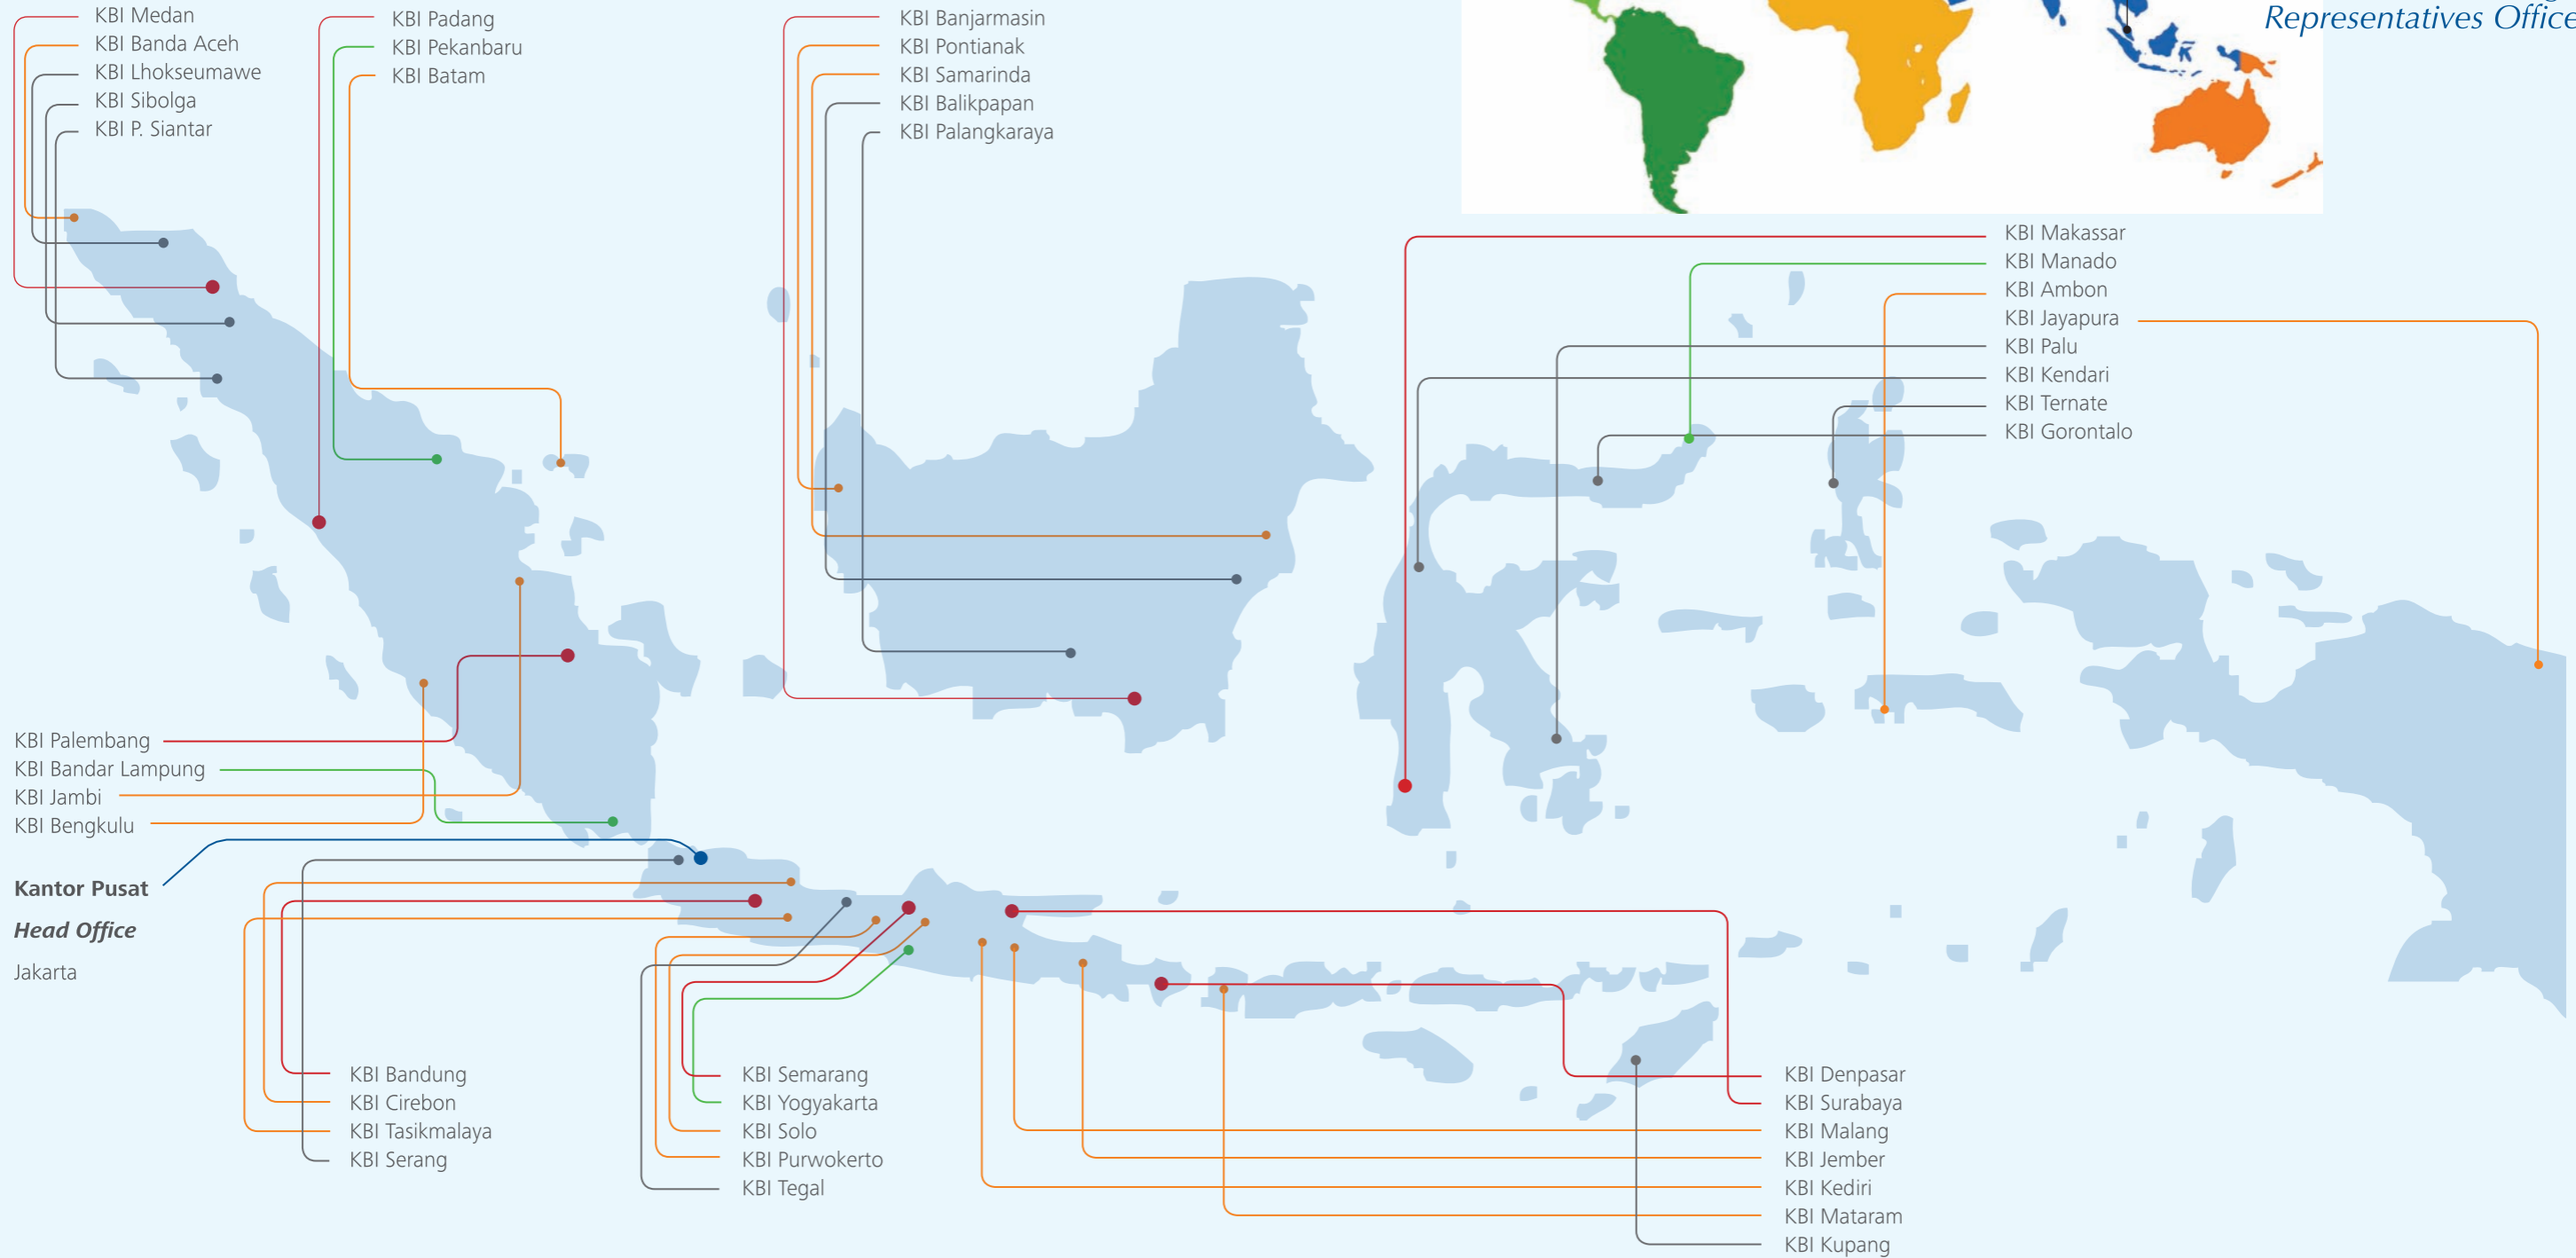 Representatives Office
KBI Medan
KBI Banda Aceh
KBI Lhokseumawe
KBI Sibolga
KBI P. Siantar
KBI Padang
KBI Pekanbaru
KBI Batam
KBI Banjarmasin
KBI Pontianak
KBI Samarinda
KBI Balikpapan
KBI Palangkaraya
KBI Makassar
KBI Manado
KBI Ambon
KBI Jayapura
KBI Palu
KBI Kendari
KBI Ternate
KBI Gorontalo
KBI Palembang
KBI Bandar Lampung
KBI Jambi
KBI Bengkulu
Kantor Pusat
Head Office
Jakarta
KBI Bandung
KBI Cirebon
KBI Tasikmalaya
KBI Serang
KBI Semarang
KBI Yogyakarta
KBI Solo
KBI Purwokerto
KBI Tegal
KBI Denpasar
KBI Surabaya
KBI Malang
KBI Jember
KBI Kediri
KBI Mataram
KBI Kupang